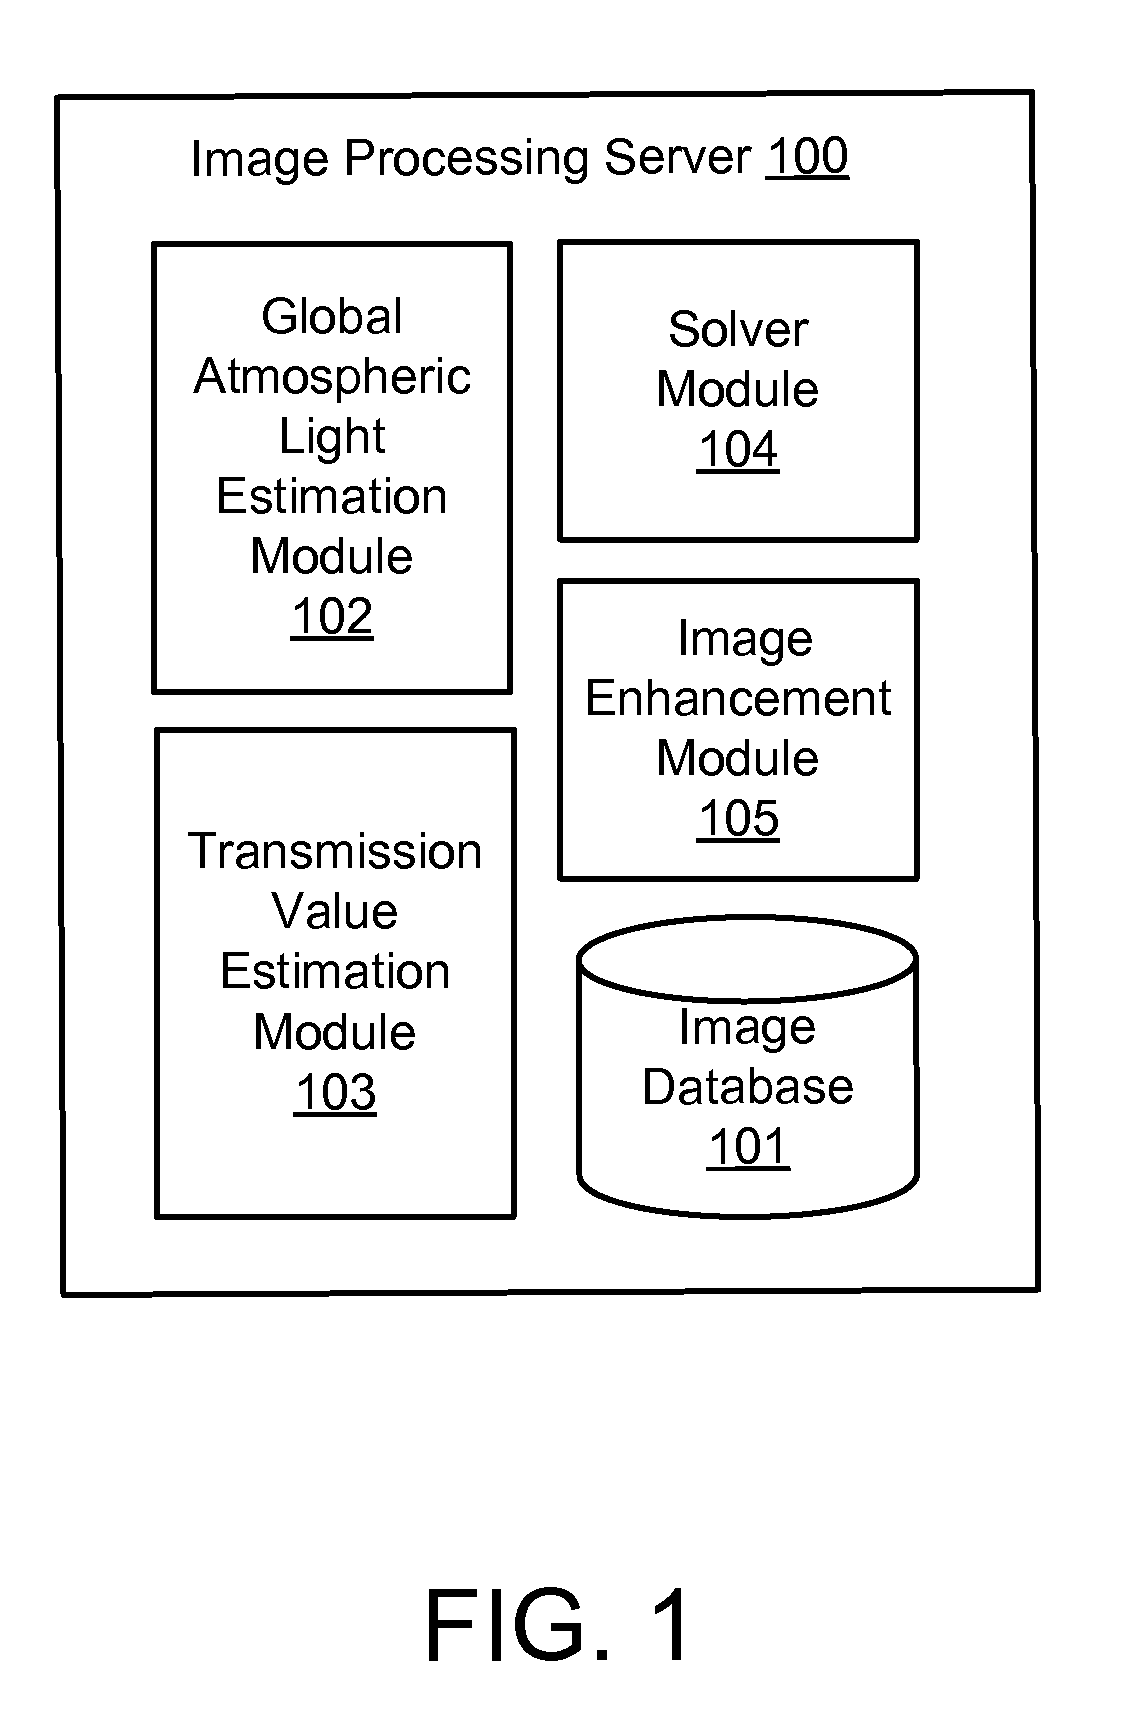 Image Processing Server 100
Global
Atmospheric
Light
Estimation
Module
102
Solver
Module
104
Transmission
Value
Estimation
Module
103
Image
Enhancement
Module
105
Image
Database
101
FIG. 1